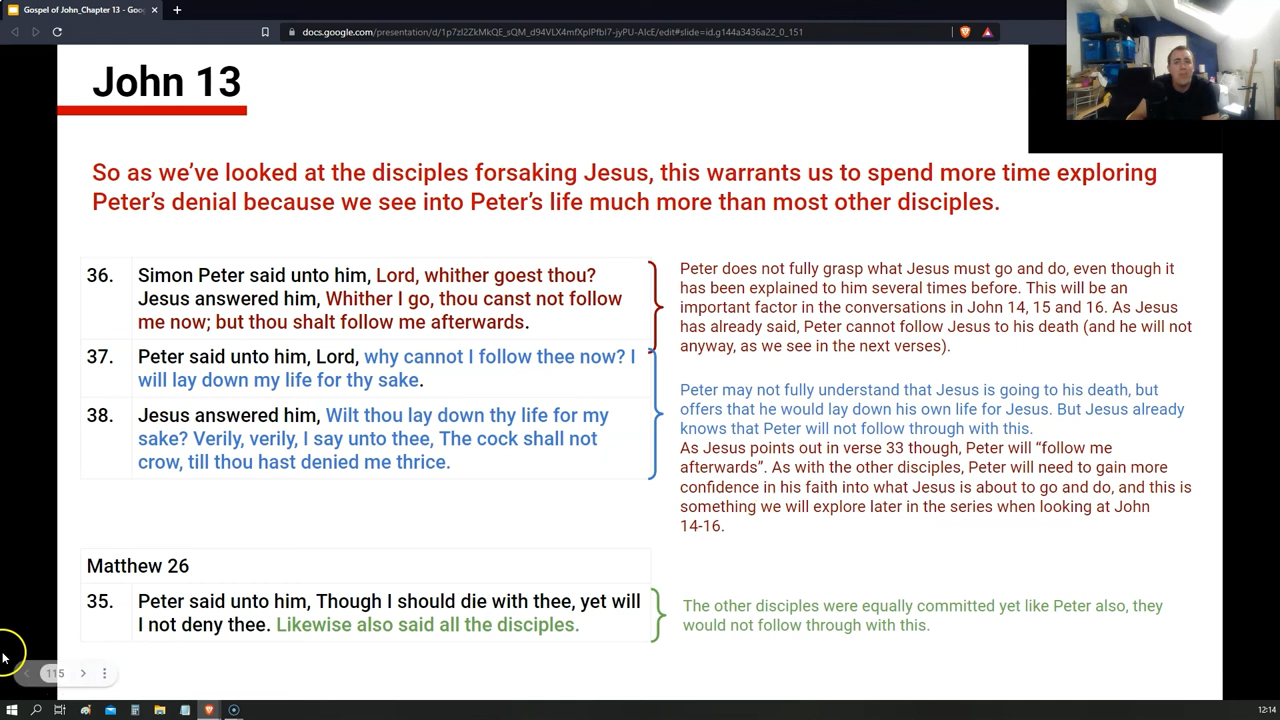 Gospel of John_Chapter 13 - Goo
docs.google.com/presentation/d/1p7zl2ZkMkQE_sQM_d94VLX4mfXpIPfbI7-jyPU-AIcE/edit#slide=id.g144a3436a22_0_151
John 13
So as we've looked at the disciples forsaking Jesus, this warrants us to spend more time exploring
Peter's denial because we see into Peter's life much more than most other disciples.
36. Simon Peter said unto him, Lord, whither goest thou?
Jesus answered him, Whither I go, thou canst not follow
me now; but thou shalt follow me afterwards.
37. Peter said unto him, Lord, why cannot I follow thee now? I
will lay down my life for thy sake.
38. Jesus answered him, Wilt thou lay down thy life for my
sake? Verily, verily, I say unto thee, The cock shall not
crow, till thou hast denied me thrice.
Peter does not fully grasp what Jesus must go and do, even though it
has been explained to him several times before. This will be an
important factor in the conversations in John 14, 15 and 16. As Jesus
has already said, Peter cannot follow Jesus to his death (and he will not
anyway, as we see in the next verses).
Peter may not fully understand that Jesus is going to his death, but
offers that he would lay down his own life for Jesus. But Jesus already
knows that Peter will not follow through with this.
As Jesus points out in verse 33 though, Peter will “follow me
afterwards”. As with the other disciples, Peter will need to gain more
confidence in his faith into what Jesus is about to go and do, and this is
something we will explore later in the series when looking at John
14-16.
Matthew 26
35. Peter said unto him, Though I should die with thee, yet will
I not deny thee. Likewise also said all the disciples.
The other disciples were equally committed yet like Peter also, they
would not follow through with this.
115
12:14